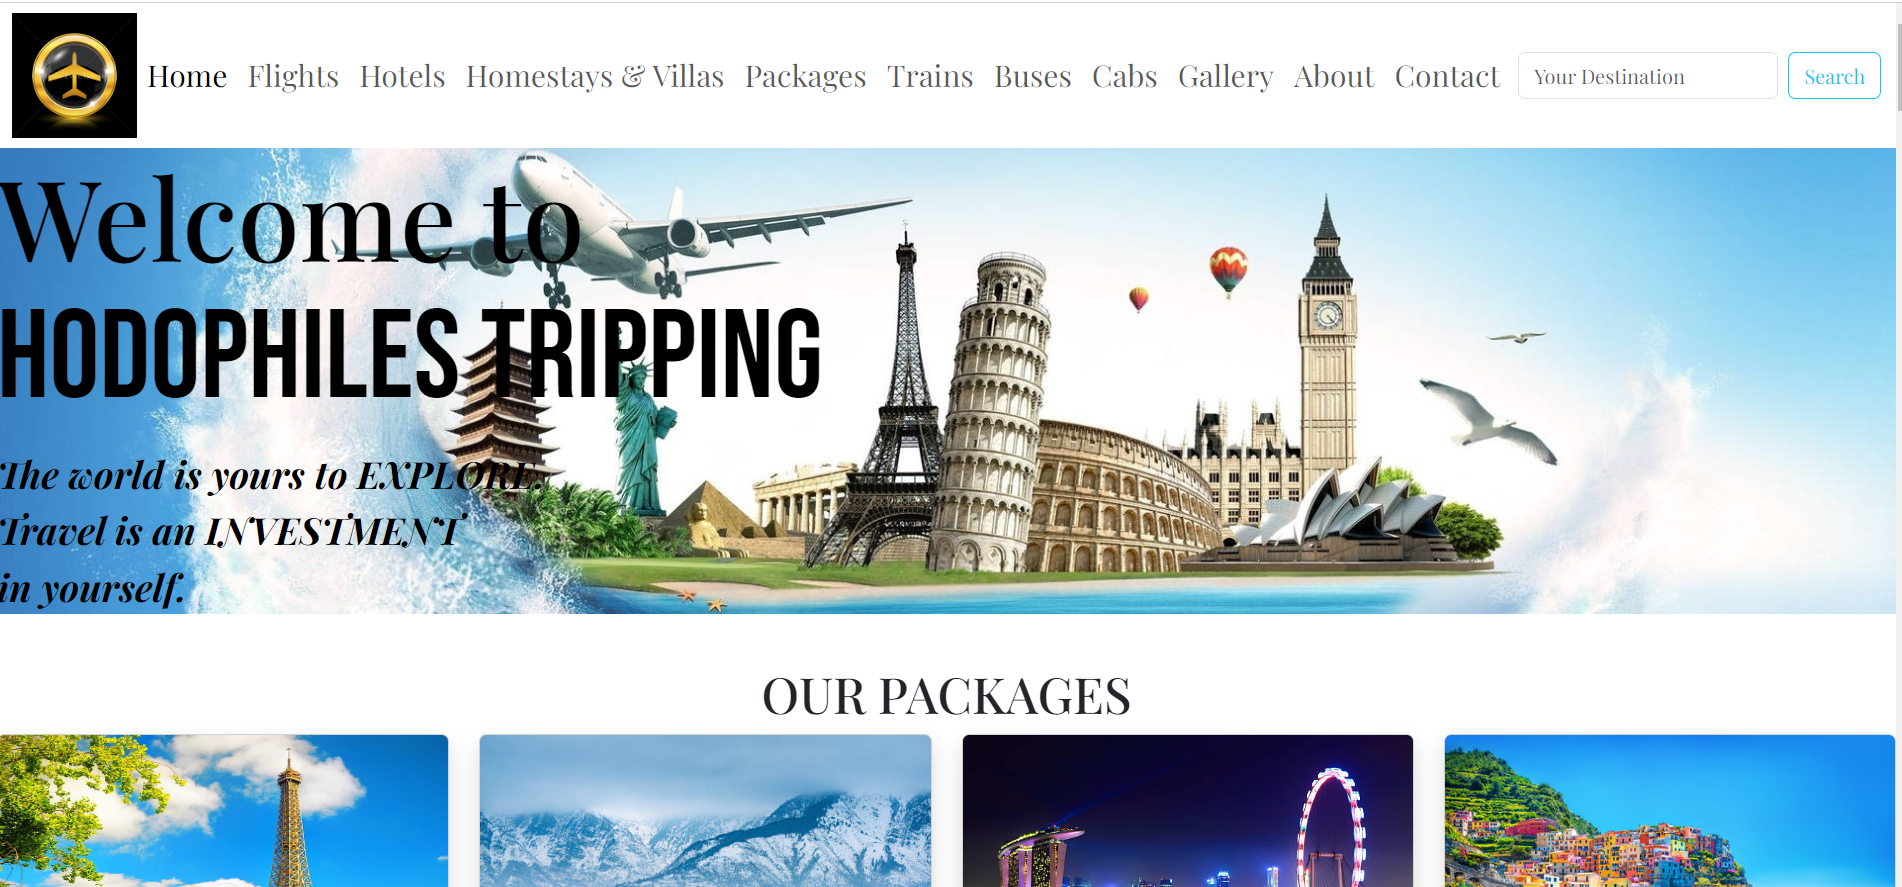 Home Flights Hotels Homestays & Villas Packages Trains Buses Cabs Gallery About Contact Your Destination Search
Welcome to
HODOPHILES TRIPPING
The world is yours to EXPLORE.
Travel is an INVESTMENT
in yourself.
OUR PACKAGES